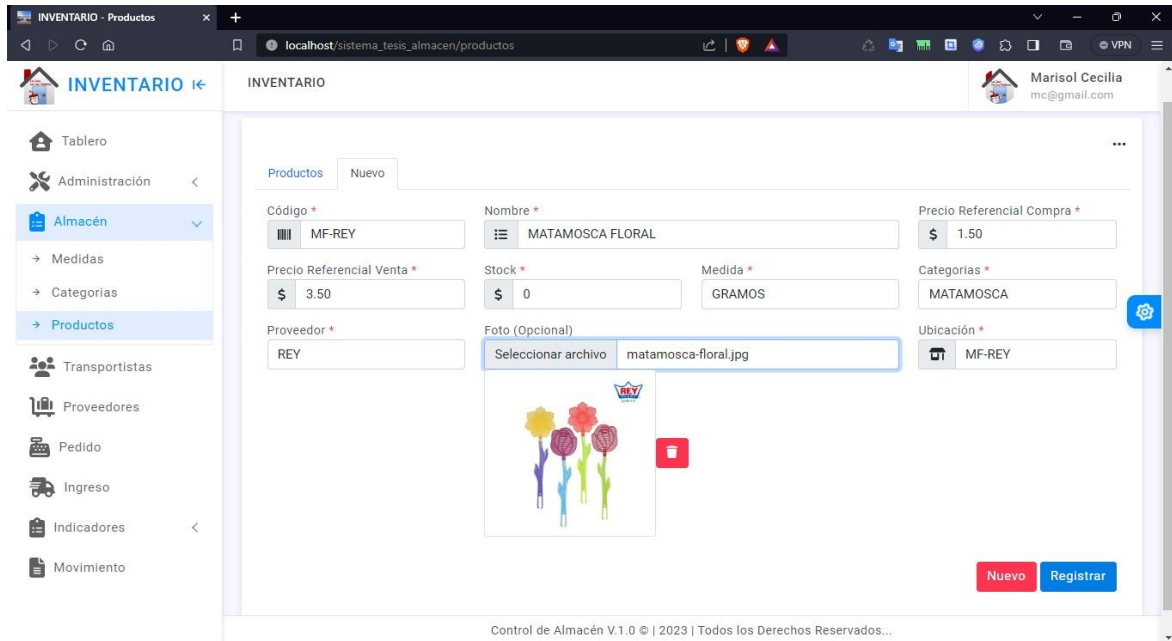 INVENTARIO - Productos
localhost/sistema_tesis_almacen/productos
VPN
INVENTARIO
INVENTARIO
Marisol Cecilia
mc@gmail.com
Tablero
Administración
Almacén
Medidas
Categorias
Productos
Transportistas
Proveedores
Pedido
Ingreso
Indicadores
Movimiento
Productos
Nuevo
Código * Nombre * Precio Referencial Compra *
MF-REY MATAMOSCA FLORAL $ 1.50
Precio Referencial Venta * Stock * Medida * Categorias *
$ 3.50 $ 0 GRAMOS MATAMOSCA
Proveedor * Foto (Opcional) Ubicación *
REY Seleccionar archivo matamosca-floral.jpg MF-REY
REY
Nuevo Registrar
Control de Almacén V.1.0 © | 2023 | Todos los Derechos Reservados...